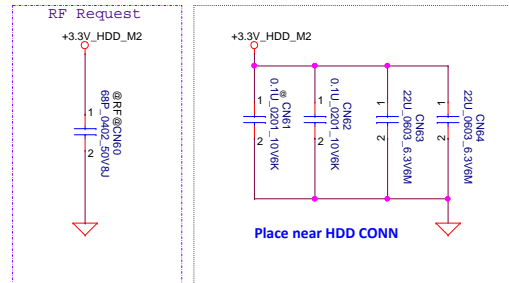 RF Request
+3.3V_HDD_M2
1
2
@RF@CN60
68P_0402_50V8J
+3.3V_HDD_M2
1
2
@ CN61
0.1U_0201_10V6K
1
2
CN62
0.1U_0201_10V6K
1
2
CN63
22U_0603_6.3V6M
1
2
CN64
22U_0603_6.3V6M
Place near HDD CONN